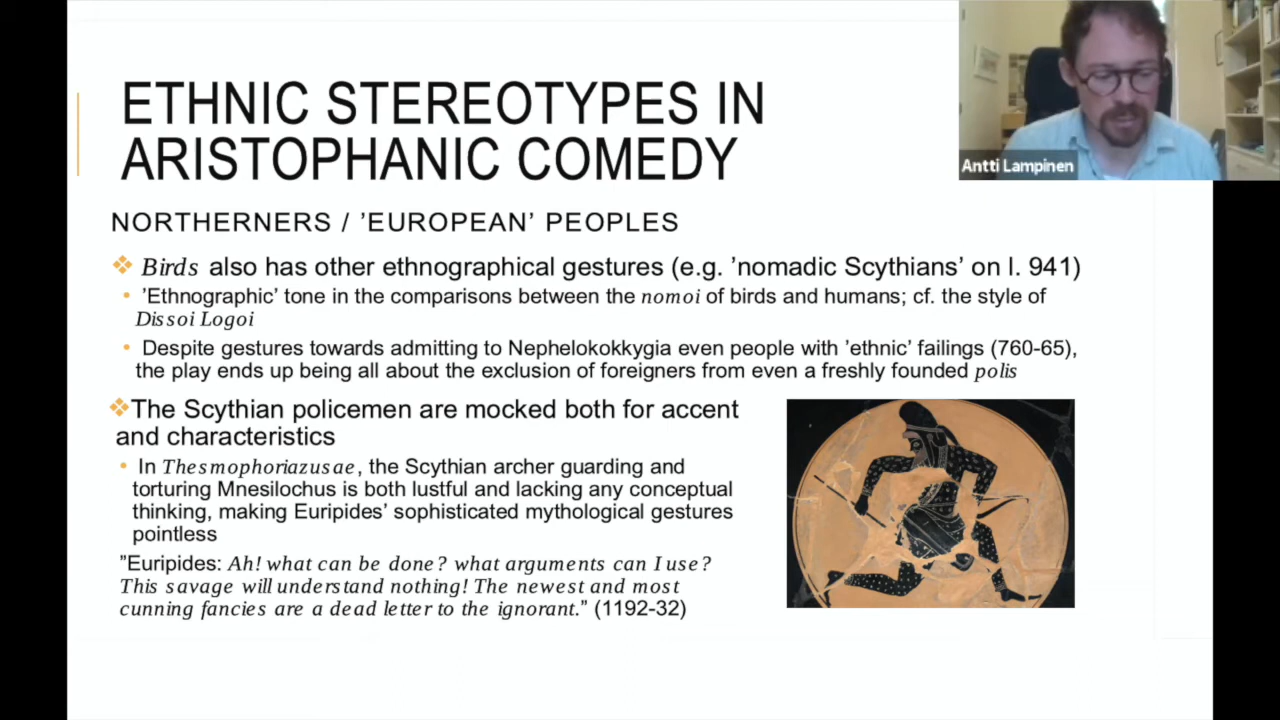 ETHNIC STEREOTYPES IN
ARISTOPHANIC COMEDY
Antti Lampinen
NORTHERNERS / ’EUROPEAN’ PEOPLES
❖ Birds also has other ethnographical gestures (e.g. ’nomadic Scythians’ on l. 941)
• ’Ethnographic’ tone in the comparisons between the nomoi of birds and humans; cf. the style of
Dissoi Logoi
• Despite gestures towards admitting to Nephelokokkygia even people with ’ethnic’ failings (760-65),
the play ends up being all about the exclusion of foreigners from even a freshly founded polis
❖The Scythian policemen are mocked both for accent
and characteristics
• In Thesmophoriazusae, the Scythian archer guarding and
torturing Mnesilochus is both lustful and lacking any conceptual
thinking, making Euripides’ sophisticated mythological gestures
pointless
”Euripides: Ah! what can be done? what arguments can I use?
This savage will understand nothing! The newest and most
cunning fancies are a dead letter to the ignorant.” (1192-32)